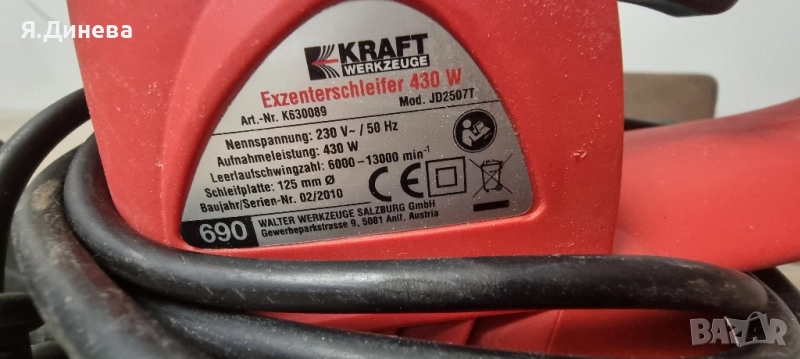 Я.Динева
KRAFT
WERKZEUGE
Exzenterschleifer 430 W
Art.-Nr. K630089 Mod. JD2507T
Nennspannung: 230 V~ / 50 Hz
Aufnahmeleistung: 430 W
Leerlaufschwingzahl: 6000-13000 min⁻¹
Schleifplatte: 125 mm Ø
Baujahr/Serien-Nr. 02/2010
CE
690 WALTER WERKZEUGE SALZBURG GmbH
Gewerbeparkstrasse 9, 5081 Anif, Austria
BAZAR